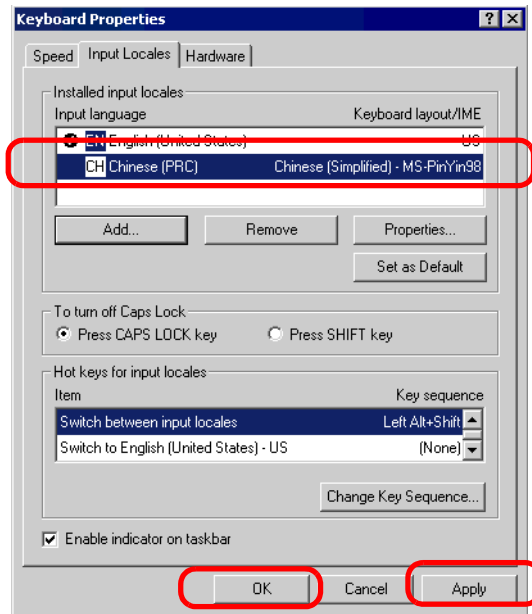 Keyboard Properties
Speed Input Locales Hardware
Installed input locales
Input language Keyboard layout/IME
EN English (United States) US
CH Chinese (PRC) Chinese (Simplified) - MS-PinYin98
Add... Remove Properties...
Set as Default
To turn off Caps Lock
Press CAPS LOCK key Press SHIFT key
Hot keys for input locales
Item Key sequence
Switch between input locales Left Alt+Shift
Switch to English (United States) - US (None)
Change Key Sequence...
Enable indicator on taskbar
OK Cancel Apply